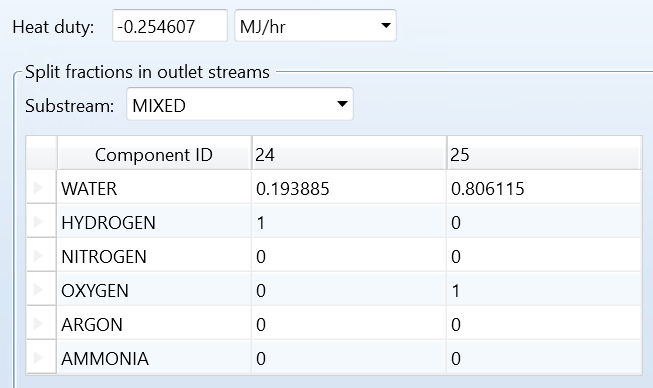 Heat duty: -0.254607 MJ/hr
Split fractions in outlet streams
Substream: MIXED
Component ID 24 25
WATER 0.193885 0.806115
HYDROGEN 1 0
NITROGEN 0 0
OXYGEN 0 1
ARGON 0 0
AMMONIA 0 0